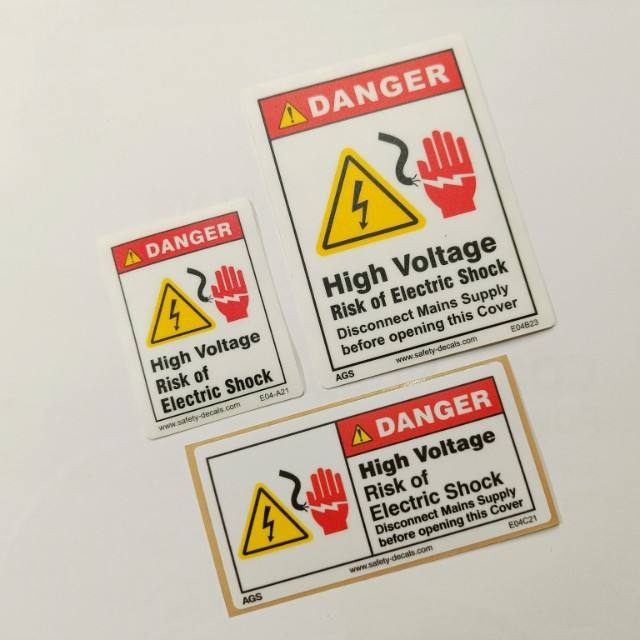 DANGER
High Voltage
Risk of Electric Shock
Disconnect Mains Supply
before opening this Cover
E04B23
www.safety-decals.com
AGS
DANGER
High Voltage
Risk of
Electric Shock
E04-A21
www.safety-decals.com
DANGER
High Voltage
Risk of
Electric Shock
Disconnect Mains Supply
before opening this Cover
E04C21
www.safety-decals.com
AGS